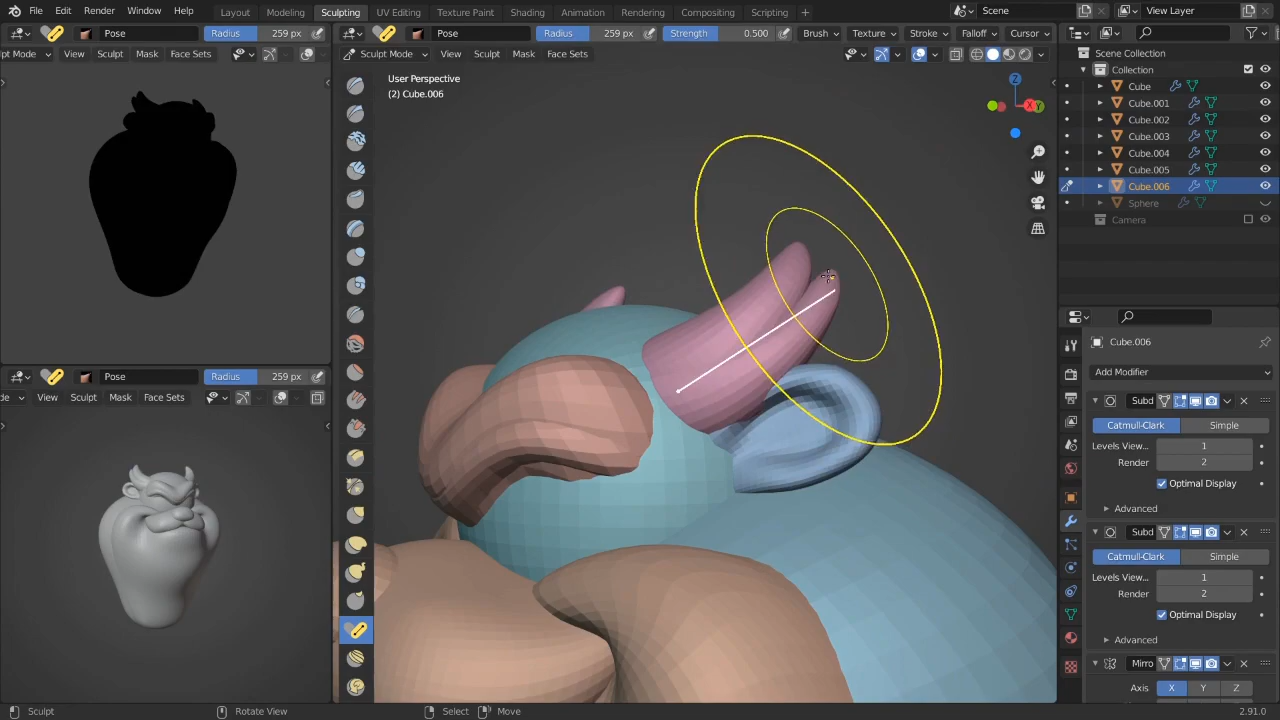 File Edit Render Window Help Layout Modeling Sculpting UV Editing Texture Paint Shading Animation Rendering Compositing Scripting + Scene View Layer
Pose Radius 259 px
pt Mode View Sculpt Mask Face Sets
Pose Radius 259 px Strength 0.500 Brush Texture Stroke Falloff Cursor
Sculpt Mode View Sculpt Mask Face Sets
User Perspective
(2) Cube.006
Z
X
Y
Pose Radius 259 px
de View Sculpt Mask Face Sets
Scene Collection
Collection
Cube
Cube.001
Cube.002
Cube.003
Cube.004
Cube.005
Cube.006
Sphere
Camera
Cube.006
Add Modifier
Subd
Catmull-Clark Simple
Levels View... 1
Render 2
Optimal Display
Advanced
Subd
Catmull-Clark Simple
Levels View... 1
Render 2
Optimal Display
Advanced
Mirro
Axis X Y Z
Sculpt Rotate View Select Move 2.91.0